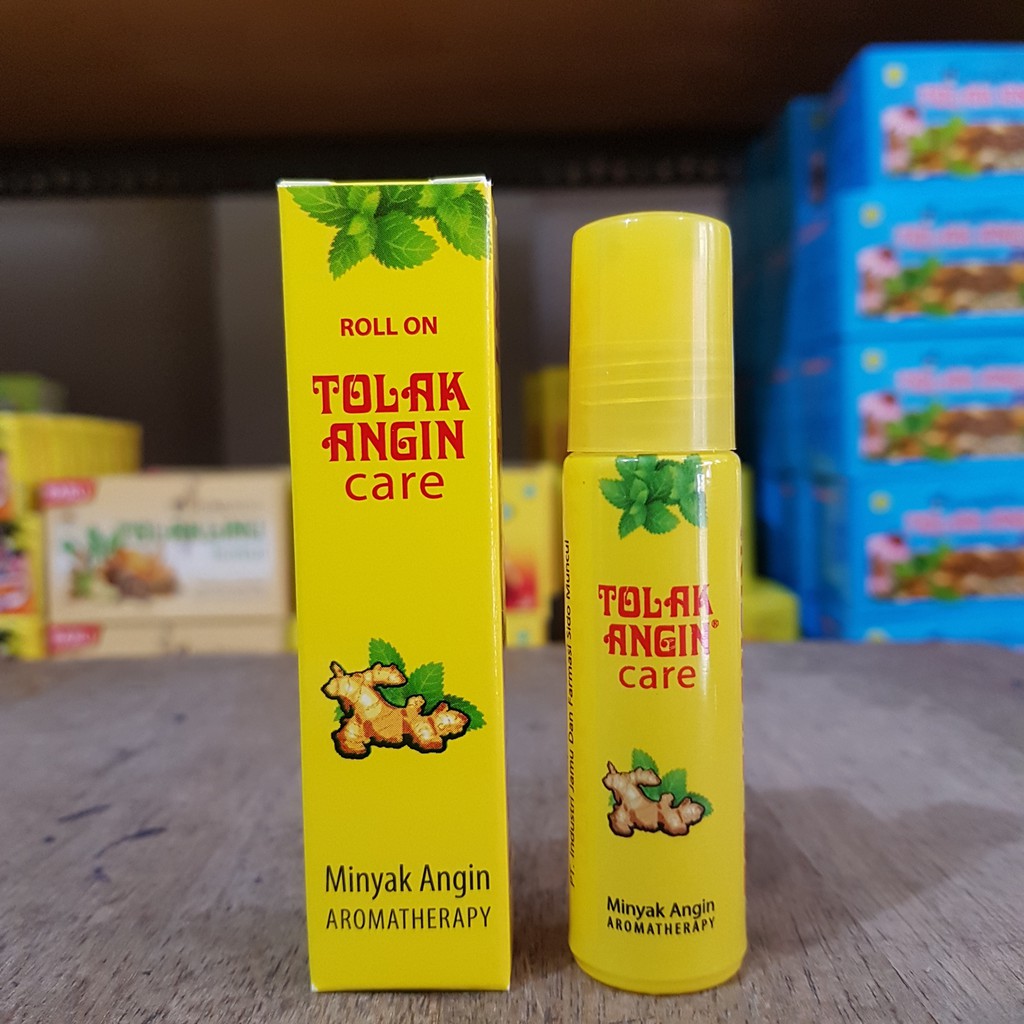 ROLL ON
TOLAK
ANGIN
care
Minyak Angin
AROMATHERAPY
TOLAK
ANGIN®
care
Minyak Angin
AROMATHERAPY
PT. Industri Jamu Dan Farmasi Sido Muncul